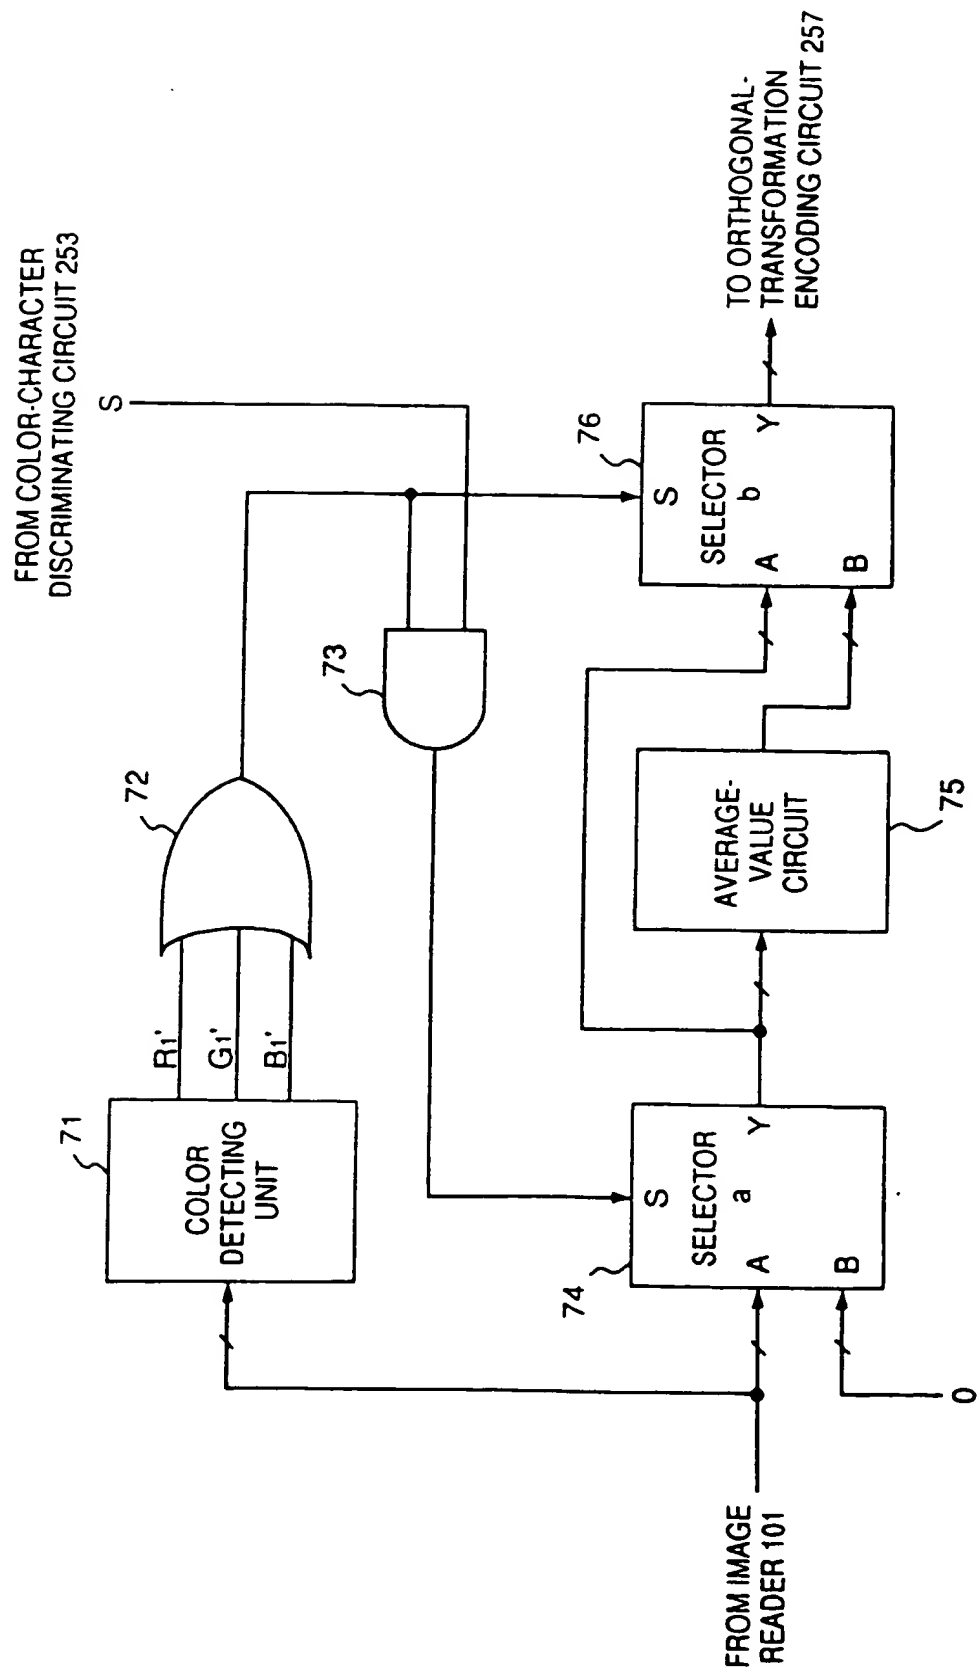 FROM COLOR-CHARACTER
DISCRIMINATING CIRCUIT 253
S
71
COLOR
DETECTING
UNIT
R1'
G1'
B1'
72
73
74
S
SELECTOR
a
A
Y
B
FROM IMAGE
READER 101
0
AVERAGE-
VALUE
CIRCUIT
75
76
S
SELECTOR
b
A
Y
B
TO ORTHOGONAL-
TRANSFORMATION
ENCODING CIRCUIT 257